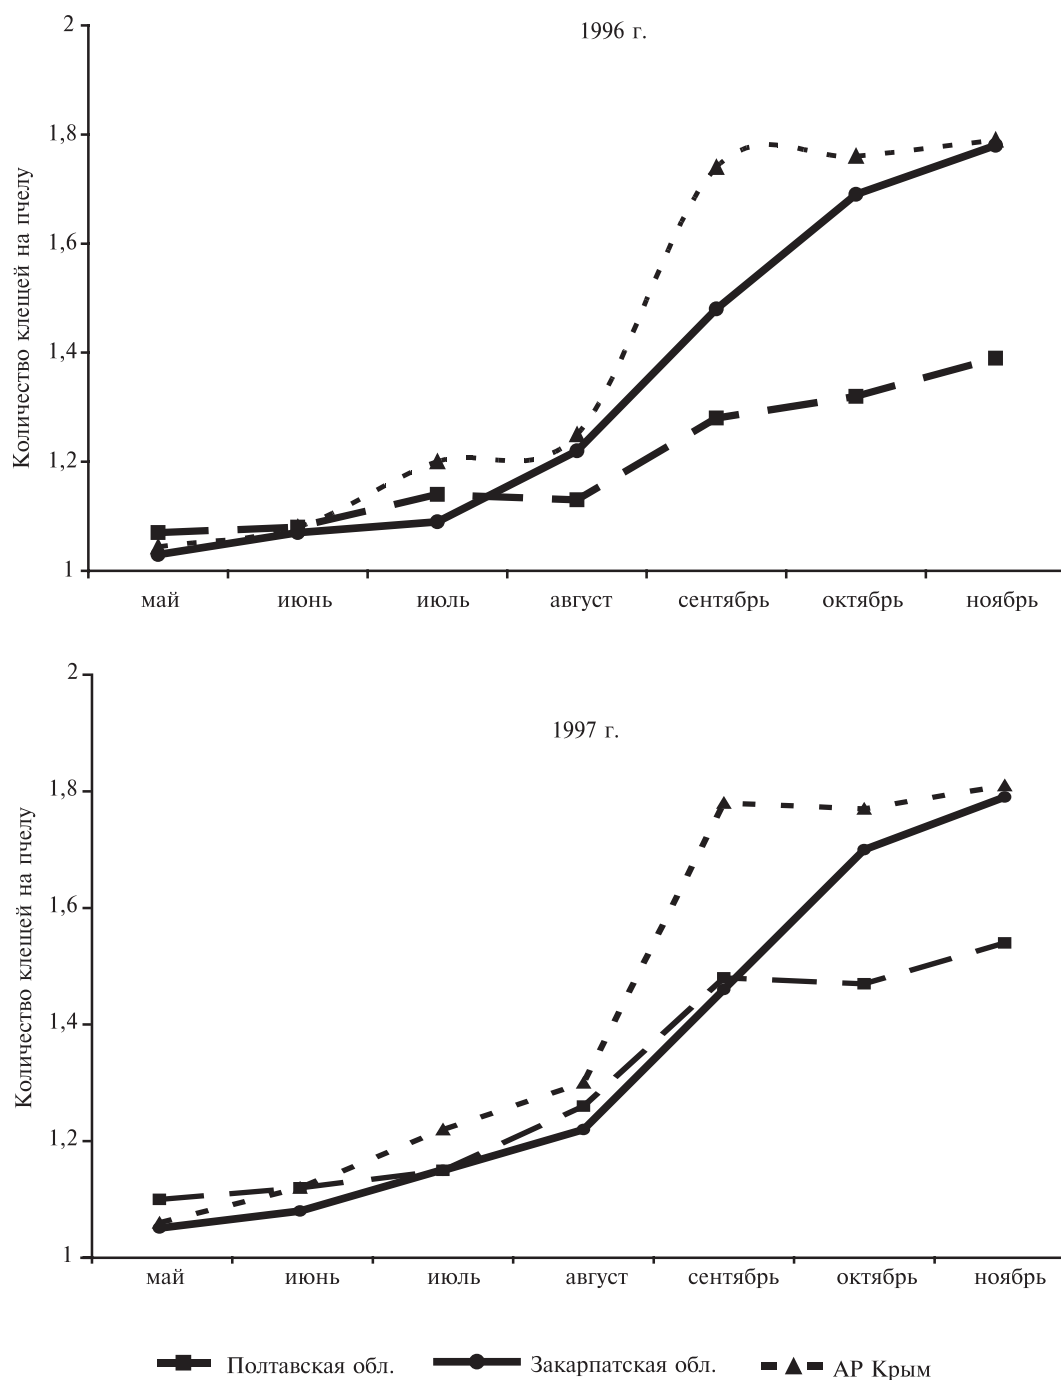 1996 г.
Количество клещей на пчелу
2
1,8
1,6
1,4
1,2
1
май июнь июль август сентябрь октябрь ноябрь
1997 г.
Количество клещей на пчелу
2
1,8
1,6
1,4
1,2
1
май июнь июль август сентябрь октябрь ноябрь
Полтавская обл. Закарпатская обл. АР Крым